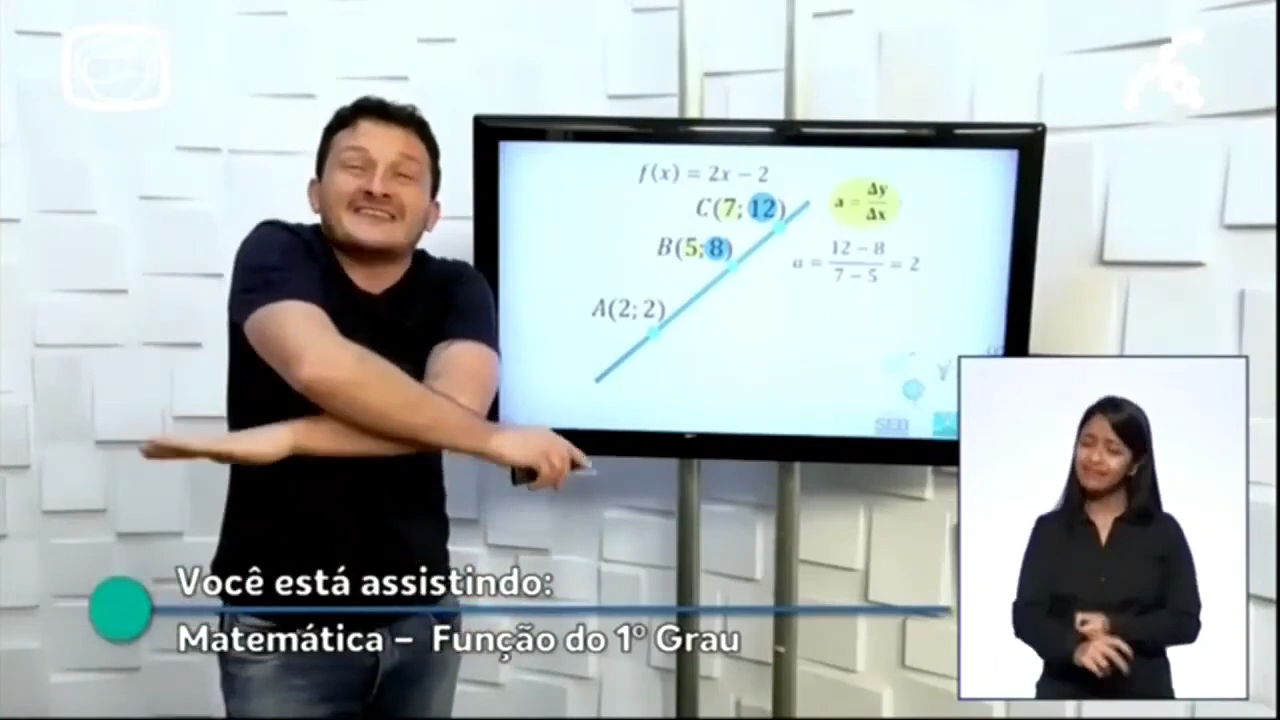 f(x) = 2x − 2
C(7; 12)
a = Δy/Δx
B(5; 8)
a = 12 − 8 / 7 − 5 = 2
A(2; 2)
SED
Você está assistindo:
Matemática – Função do 1º Grau